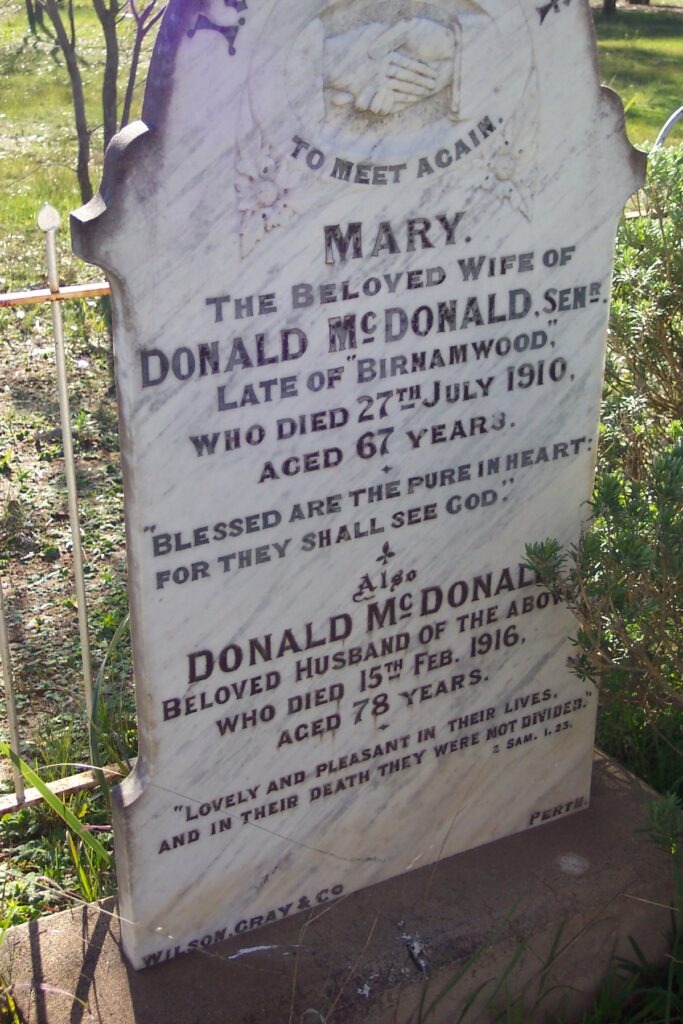 TO MEET AGAIN.
MARY.
THE BELOVED WIFE OF
DONALD McDONALD, SENR.
LATE OF "BIRNAMWOOD,"
WHO DIED 27TH JULY 1910,
AGED 67 YEARS.
"BLESSED ARE THE PURE IN HEART:
FOR THEY SHALL SEE GOD."
Also
DONALD McDONALD
BELOVED HUSBAND OF THE ABOVE
WHO DIED 15TH FEB. 1916,
AGED 78 YEARS.
"LOVELY AND PLEASANT IN THEIR LIVES,
AND IN THEIR DEATH THEY WERE NOT DIVIDED."
2 SAM. 1. 23.
WILSON, GRAY & CO PERTH.